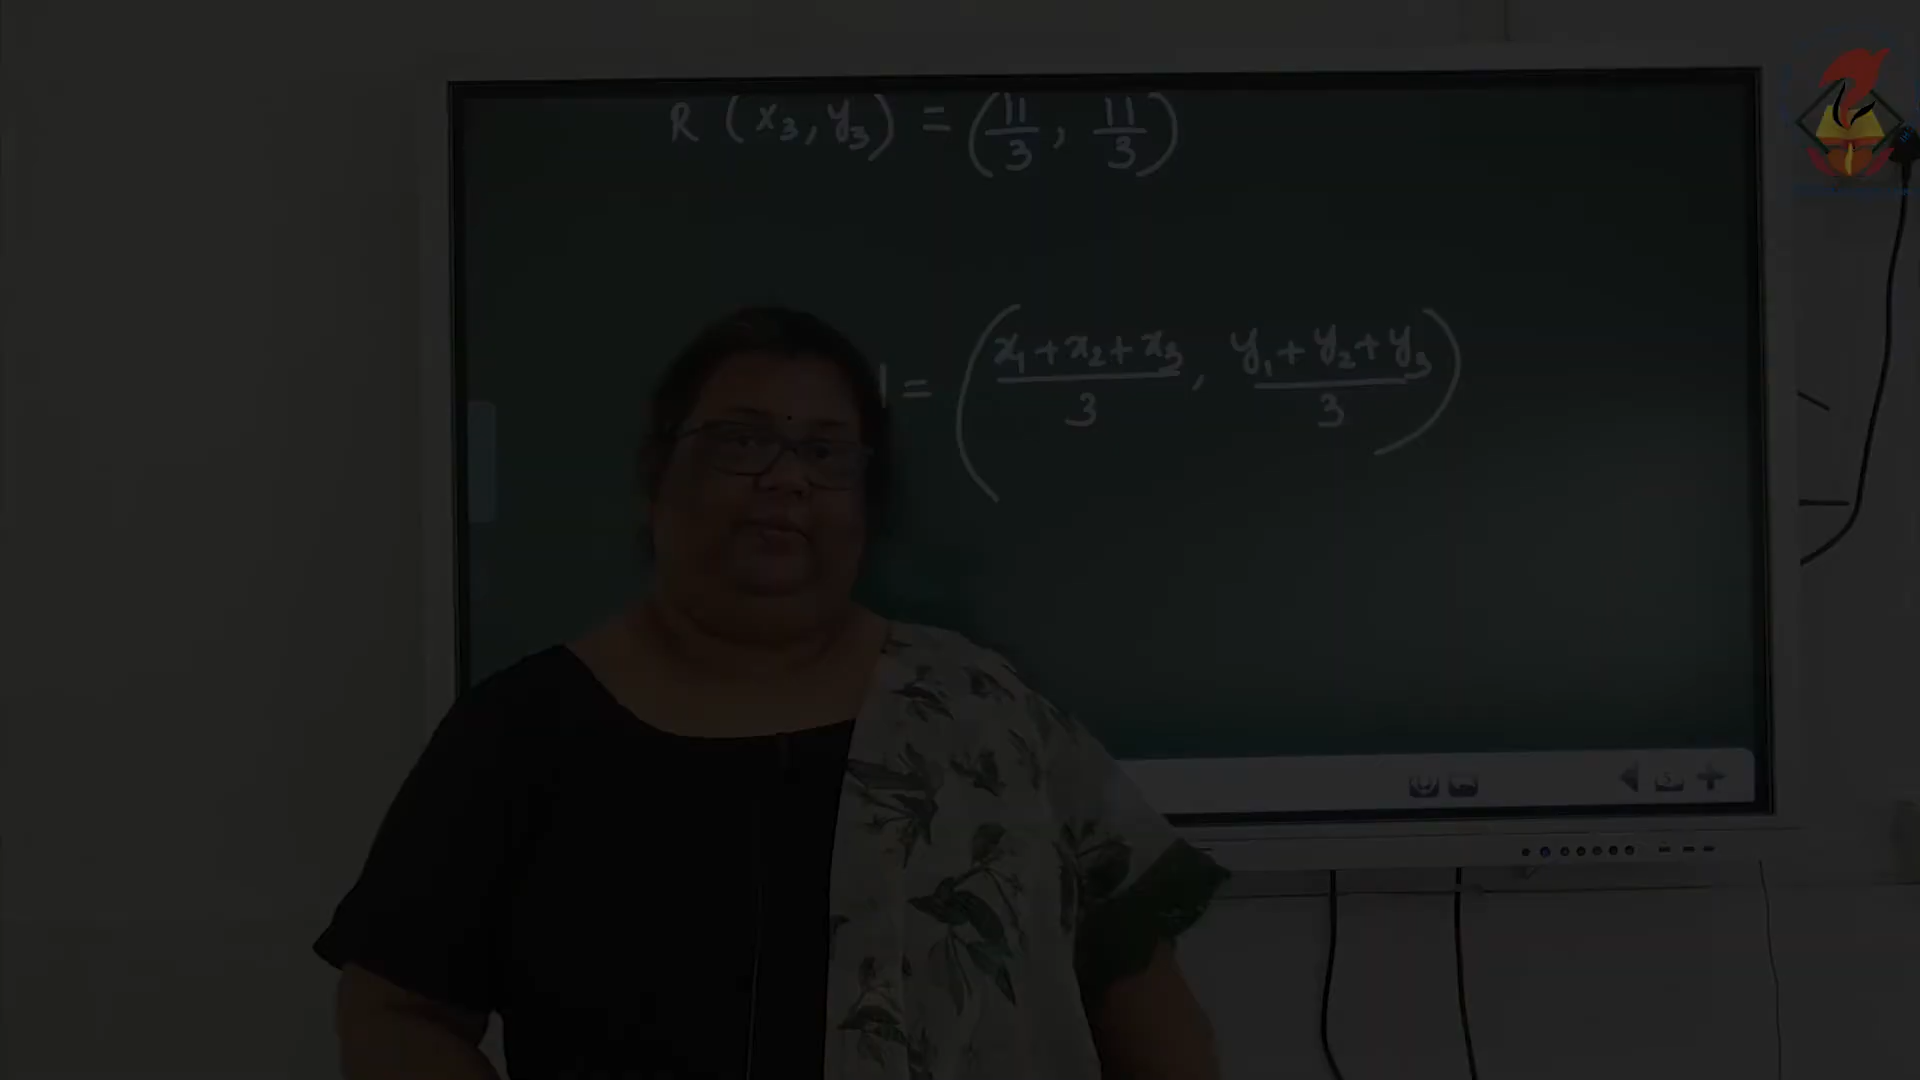 R (x₃, y₃) = (11/3, 11/3)
= ((x₁ + x₂ + x₃)/3, (y₁ + y₂ + y₃)/3)